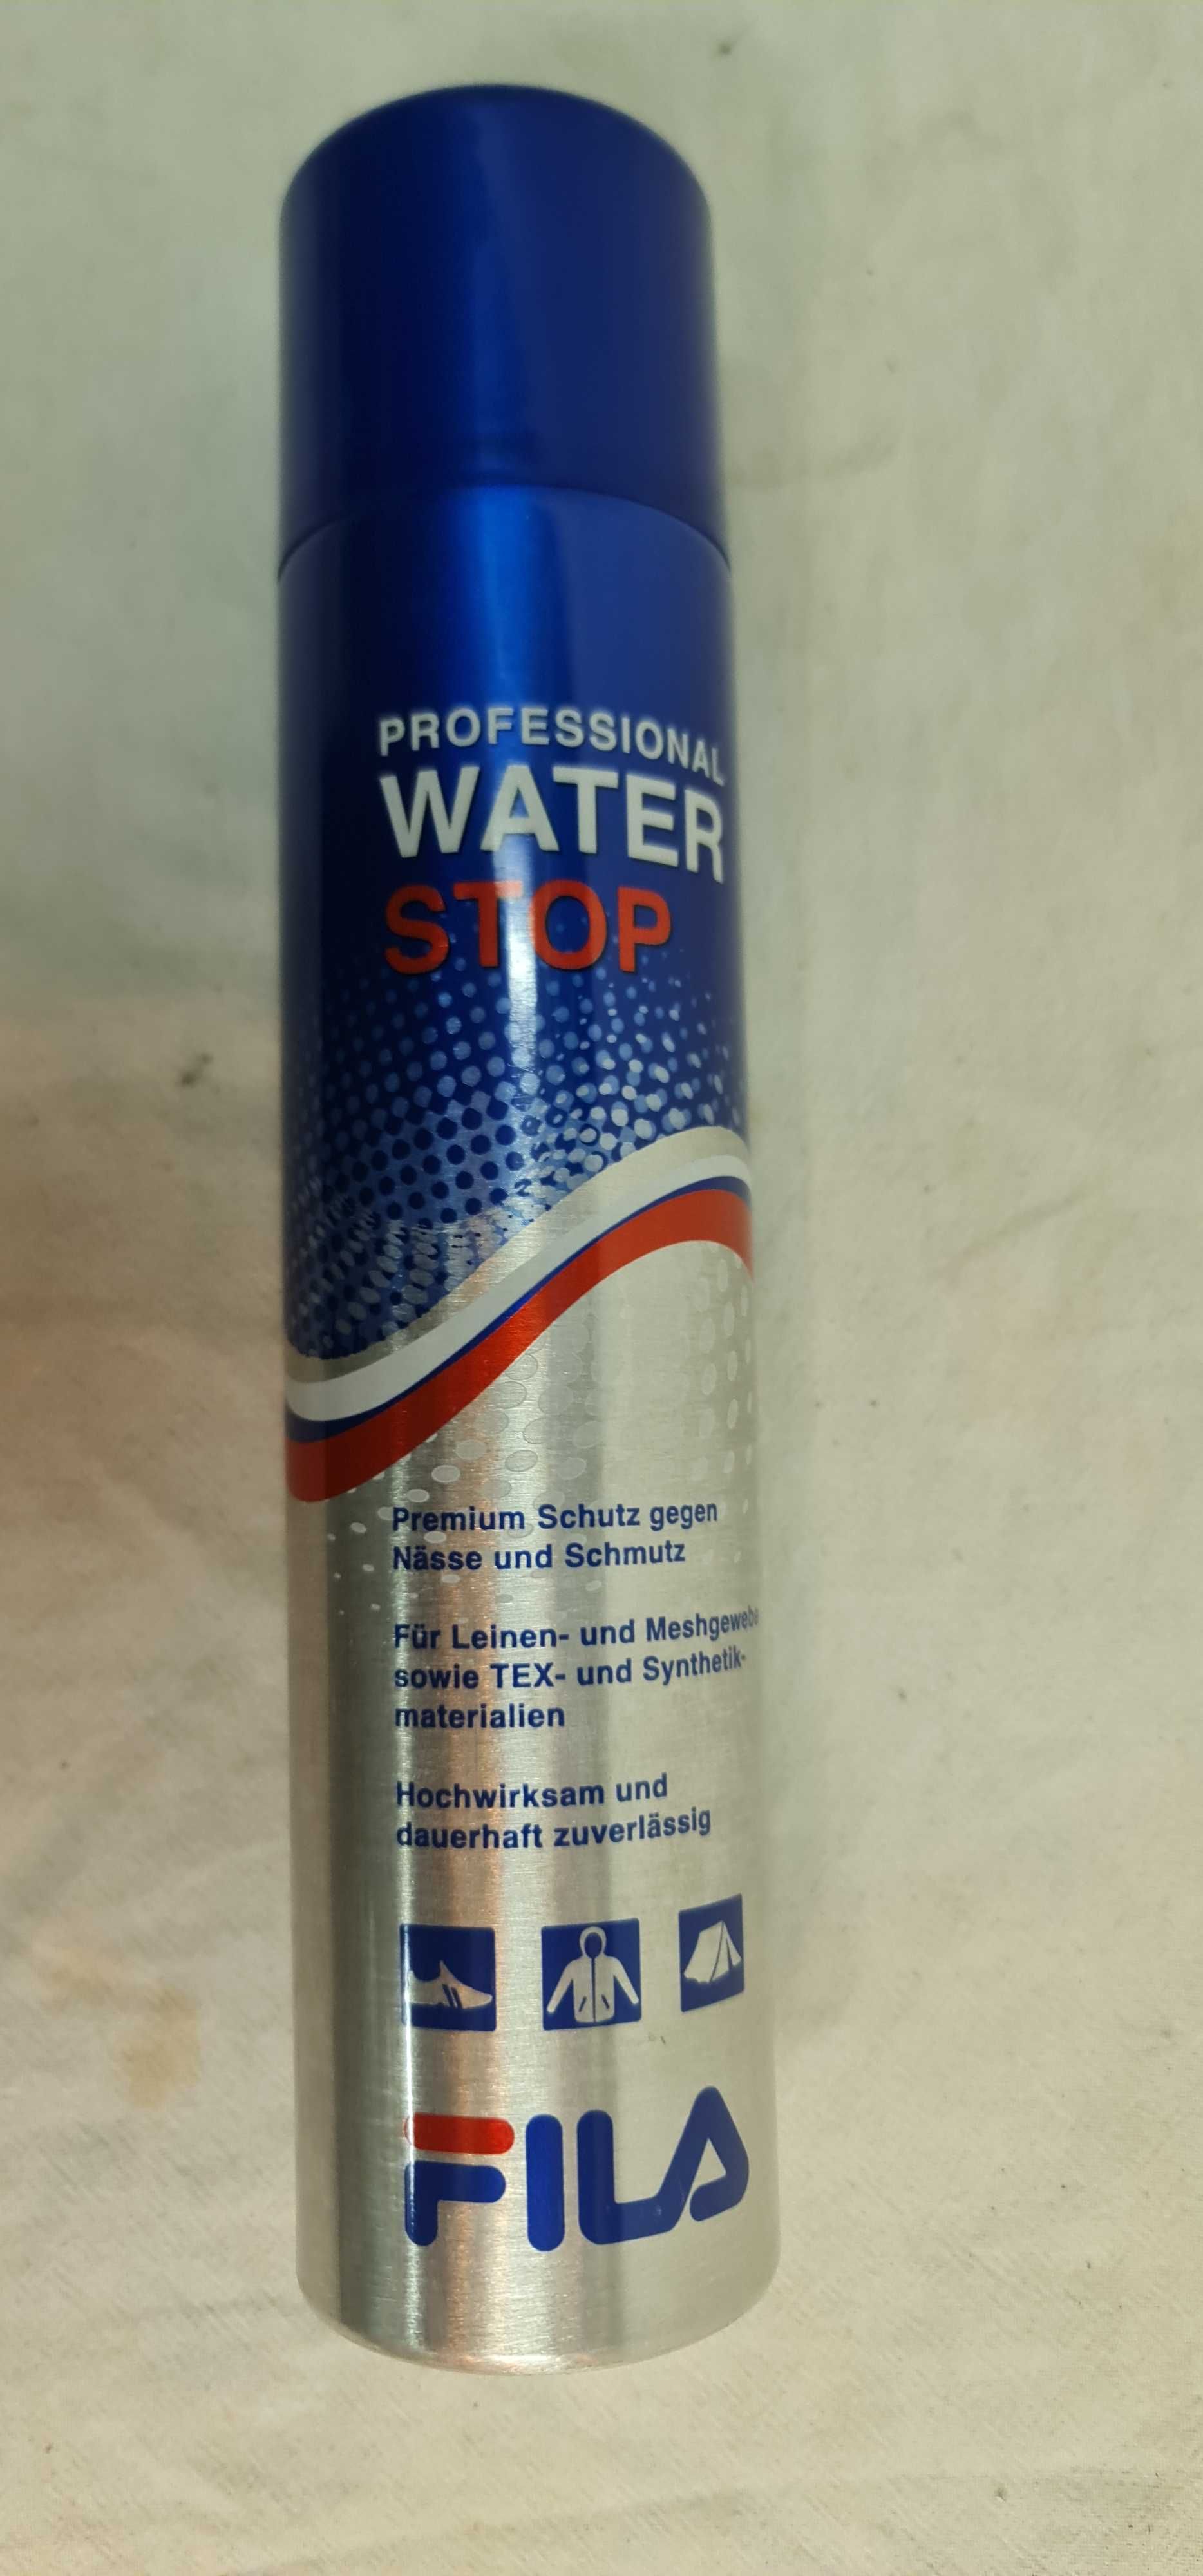 PROFESSIONAL
WATER
STOP
Premium Schutz gegen
Nässe und Schmutz
Für Leinen- und Meshgewebe
sowie TEX- und Synthetik-
materialien
Hochwirksam und
dauerhaft zuverlässig
FILA